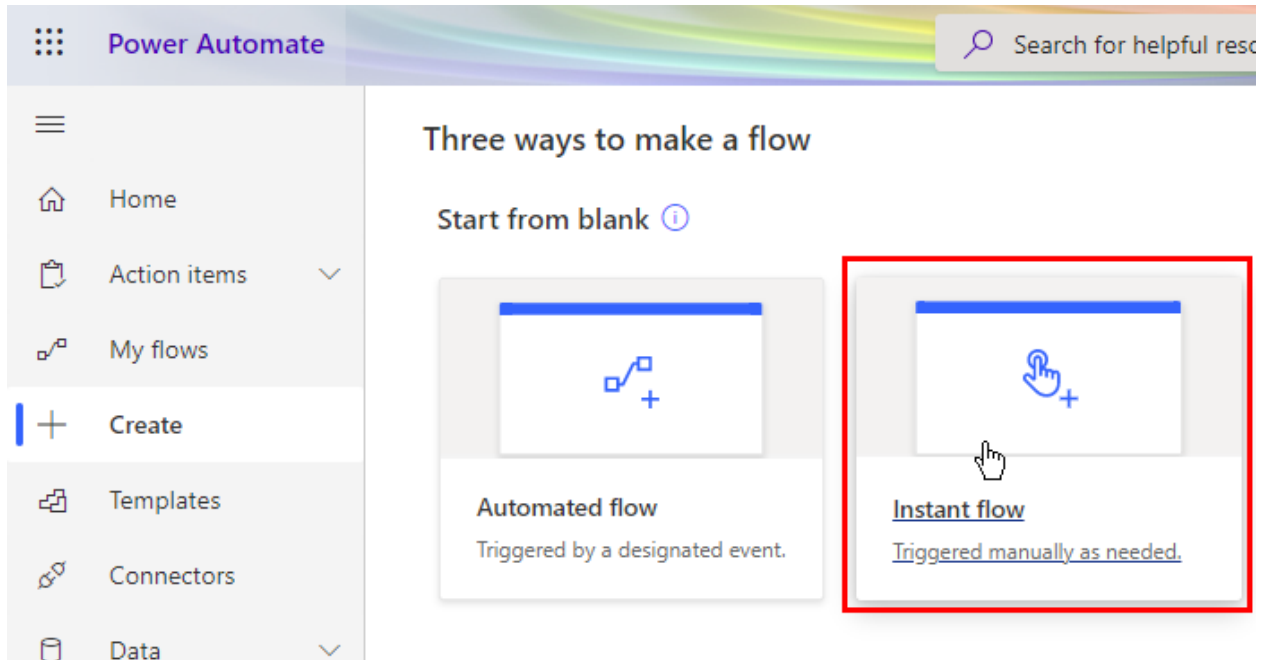 Power Automate
Search for helpful
Three ways to make a flow
Home
Start from blank
Action items
My flows
Create
Templates
Automated flow
Instant flow
Triggered by a designated event.
Triggered manually as needed.
Connectors
Data